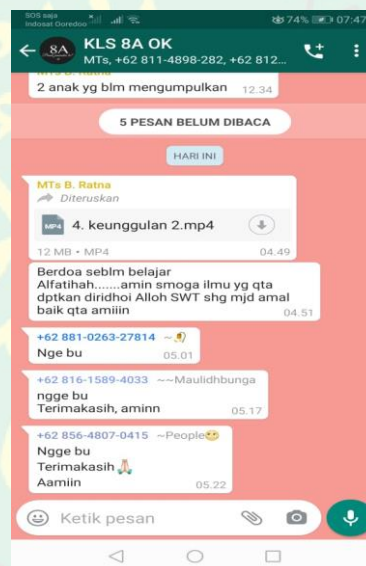 SOS saja
Indosat Ooredoo
74% 07:47
8A
KLS 8A OK
MTs, +62 811-4898-282, +62 812...
MTs B. Ratna
2 anak yg blm mengumpulkan 12.34
5 PESAN BELUM DIBACA
HARI INI
MTs B. Ratna
Diteruskan
MP4 4. keunggulan 2.mp4
12 MB • MP4 04.49
Berdoa seblm belajar
Alfatihah.......amin smoga ilmu yg qta
dptkan diridhoi Alloh SWT shg mjd amal
baik qta amiiin 04.51
+62 881-0263-27814 ~
Nge bu 05.01
+62 816-1589-4033 ~~Maulidhbunga
ngge bu
Terimakasih, aminn 05.17
+62 856-4807-0415 ~People😷
Ngge bu
Terimakasih 🙏
Aamiin 05.22
Ketik pesan